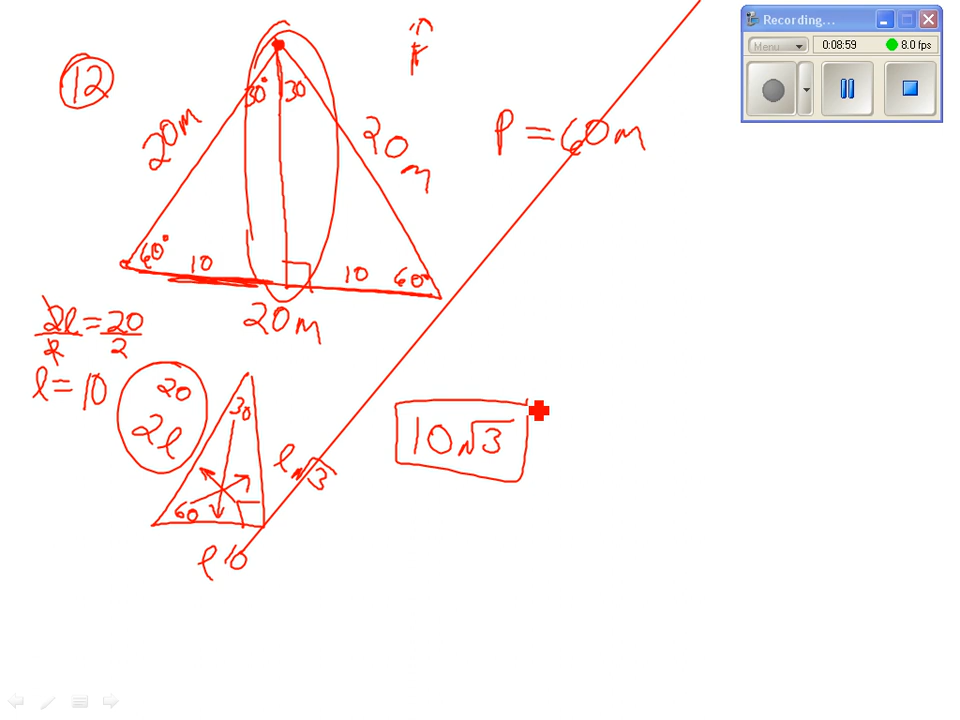 12
30° 30
20m
20m
P = 60m
60° 10 10 60°
20m
2l = 20
2 2
l = 10
20
2l
30
l√3
60
l 10
10√3
Recording...
Menu
0:08:59
8.0 fps